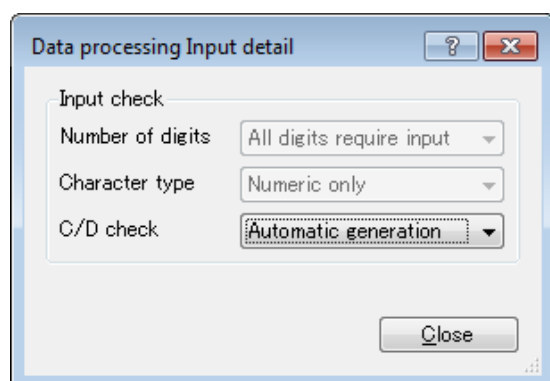 Data processing Input detail
Input check
Number of digits All digits require input
Character type Numeric only
C/D check Automatic generation
Close